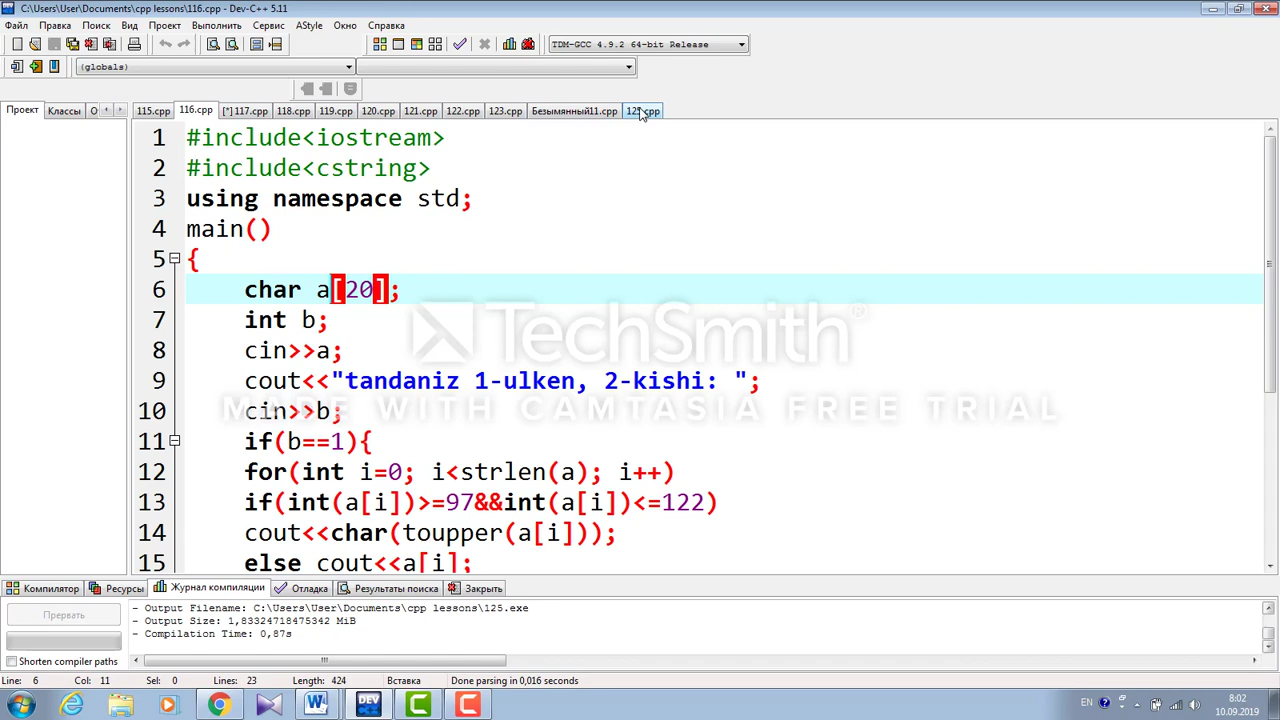 C:\Users\User\Documents\cpp lessons\116.cpp - Dev-C++ 5.11
Файл Правка Поиск Вид Проект Выполнить Сервис AStyle Окно Справка
TDM-GCC 4.9.2 64-bit Release
(globals)
Проект Классы О 115.cpp 116.cpp [*] 117.cpp 118.cpp 119.cpp 120.cpp 121.cpp 122.cpp 123.cpp Безымянный11.cpp 125.cpp
1 #include<iostream>
2 #include<cstring>
3 using namespace std;
4 main()
5 {
6 char a[20];
7 int b;
8 cin>>a;
9 cout<<"tandaniz 1-ulken, 2-kishi: ";
10 cin>>b;
11 if(b==1){
12 for(int i=0; i<strlen(a); i++)
13 if(int(a[i])>=97&&int(a[i])<=122)
14 cout<<char(toupper(a[i]));
15 else cout<<a[i];
TechSmith®
MADE WITH CAMTASIA FREE TRIAL
Компилятор Ресурсы Журнал компиляции Отладка Результаты поиска Закрыть
Прервать
Shorten compiler paths
- Output Filename: C:\Users\User\Documents\cpp lessons\125.exe
- Output Size: 1,83324718475342 MiB
- Compilation Time: 0,87s
Line: 6 Col: 11 Sel: 0 Lines: 23 Length: 424 Вставка Done parsing in 0,016 seconds
DEV
EN 8:02
10.09.2019